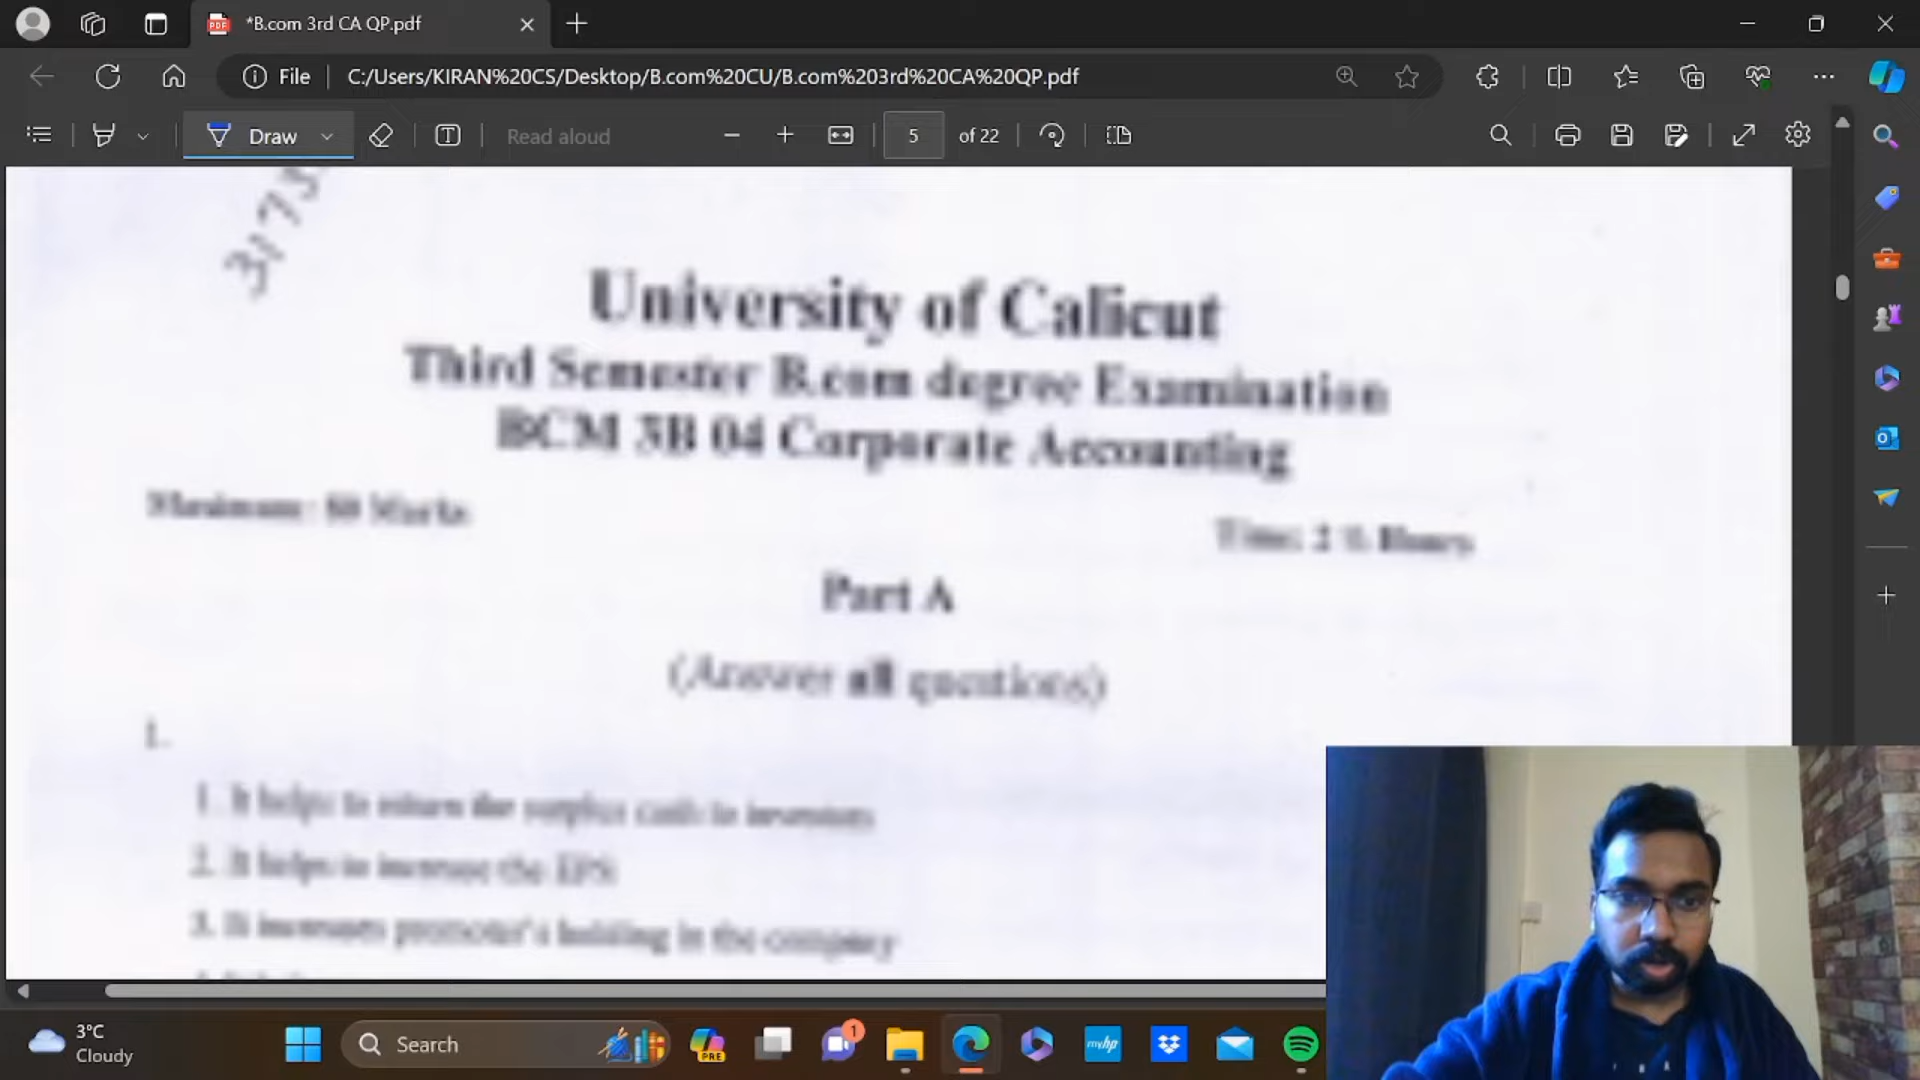 *B.com 3rd CA QP.pdf
File
C:/Users/KIRAN%20CS/Desktop/B.com%20CU/B.com%203rd%20CA%20QP.pdf
Draw
Read aloud
5
of 22
3173
University of Calicut
Third Semester B.com degree Examination
BCM 3B 04 Corporate Accounting
Maximum: 80 Marks
Time: 2 ½ Hours
Part A
(Answer all questions)
1.
1. It helps to return the surplus cash to investors
2. It helps to increase the EPS
3. It increases promoter's holding in the company
3°C
Cloudy
Search
PRE
1
myhp